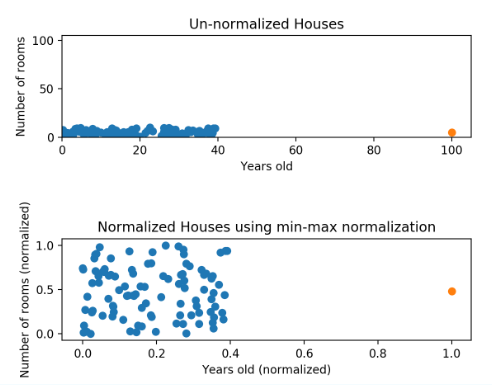 Un-normalized Houses
100
50
0
Number of rooms
0 20 40 60 80 100
Years old
Normalized Houses using min-max normalization
1.0
0.5
0.0
Number of rooms (normalized)
0.0 0.2 0.4 0.6 0.8 1.0
Years old (normalized)